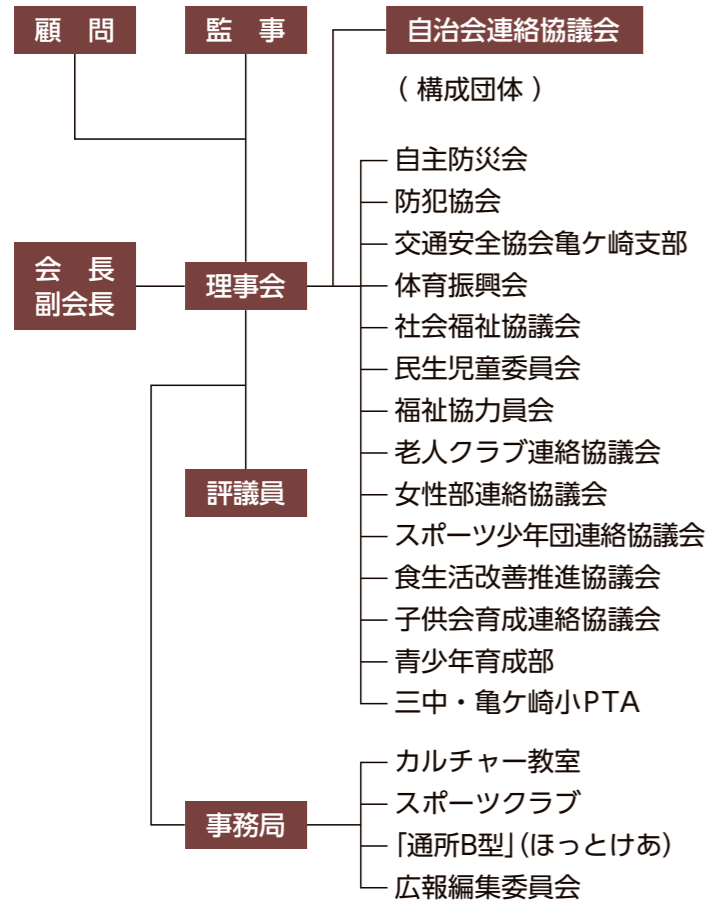 顧　問
監　事
自治会連絡協議会
（ 構成団体 ）
自主防災会
防犯協会
交通安全協会亀ケ崎支部
会　長
副会長
理事会
体育振興会
社会福祉協議会
民生児童委員会
福祉協力員会
老人クラブ連絡協議会
評議員
女性部連絡協議会
スポーツ少年団連絡協議会
食生活改善推進協議会
子供会育成連絡協議会
青少年育成部
三中・亀ケ崎小PTA
事務局
カルチャー教室
スポーツクラブ
「通所B型」（ほっとけあ）
広報編集委員会